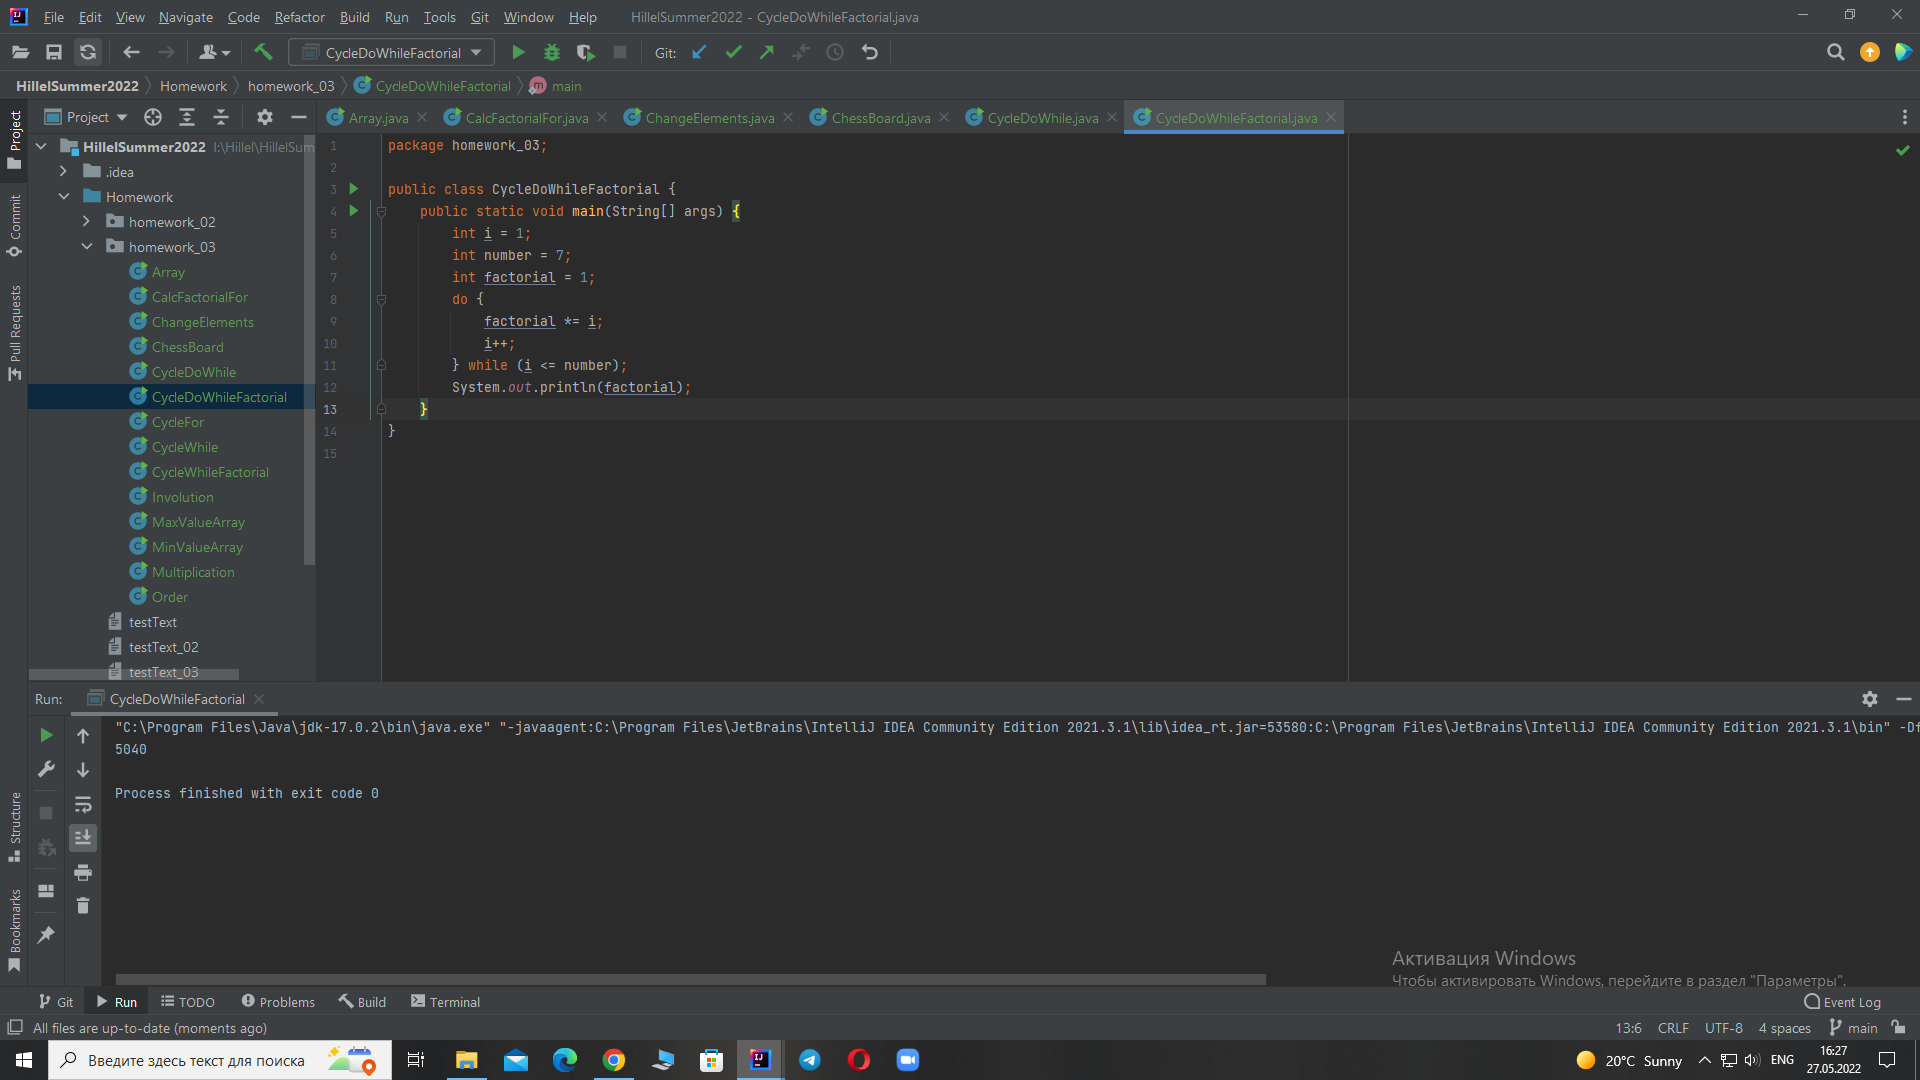 File Edit View Navigate Code Refactor Build Run Tools Git Window Help HillelSummer2022 - CycleDoWhileFactorial.java
CycleDoWhileFactorial Git:
HillelSummer2022 Homework homework_03 CycleDoWhileFactorial main
Project
Array.java CalcFactorialFor.java ChangeElements.java ChessBoard.java CycleDoWhile.java CycleDoWhileFactorial.java
Project
Commit
Pull Requests
Structure
Bookmarks
HillelSummer2022 I:\Hillel\HillelSum
.idea
Homework
homework_02
homework_03
Array
CalcFactorialFor
ChangeElements
ChessBoard
CycleDoWhile
CycleDoWhileFactorial
CycleFor
CycleWhile
CycleWhileFactorial
Involution
MaxValueArray
MinValueArray
Multiplication
Order
testText
testText_02
testText_03
1 package homework_03;
2
3 public class CycleDoWhileFactorial {
4 public static void main(String[] args) {
5 int i = 1;
6 int number = 7;
7 int factorial = 1;
8 do {
9 factorial *= i;
10 i++;
11 } while (i <= number);
12 System.out.println(factorial);
13 }
14 }
15
Run: CycleDoWhileFactorial
"C:\Program Files\Java\jdk-17.0.2\bin\java.exe" "-javaagent:C:\Program Files\JetBrains\IntelliJ IDEA Community Edition 2021.3.1\lib\idea_rt.jar=53580:C:\Program Files\JetBrains\IntelliJ IDEA Community Edition 2021.3.1\bin" -Df
5040
Process finished with exit code 0
Активация Windows
Чтобы активировать Windows, перейдите в раздел "Параметры".
Git Run TODO Problems Build Terminal Event Log
All files are up-to-date (moments ago) 13:6 CRLF UTF-8 4 spaces main
Введите здесь текст для поиска 20°C Sunny ENG 16:27
27.05.2022